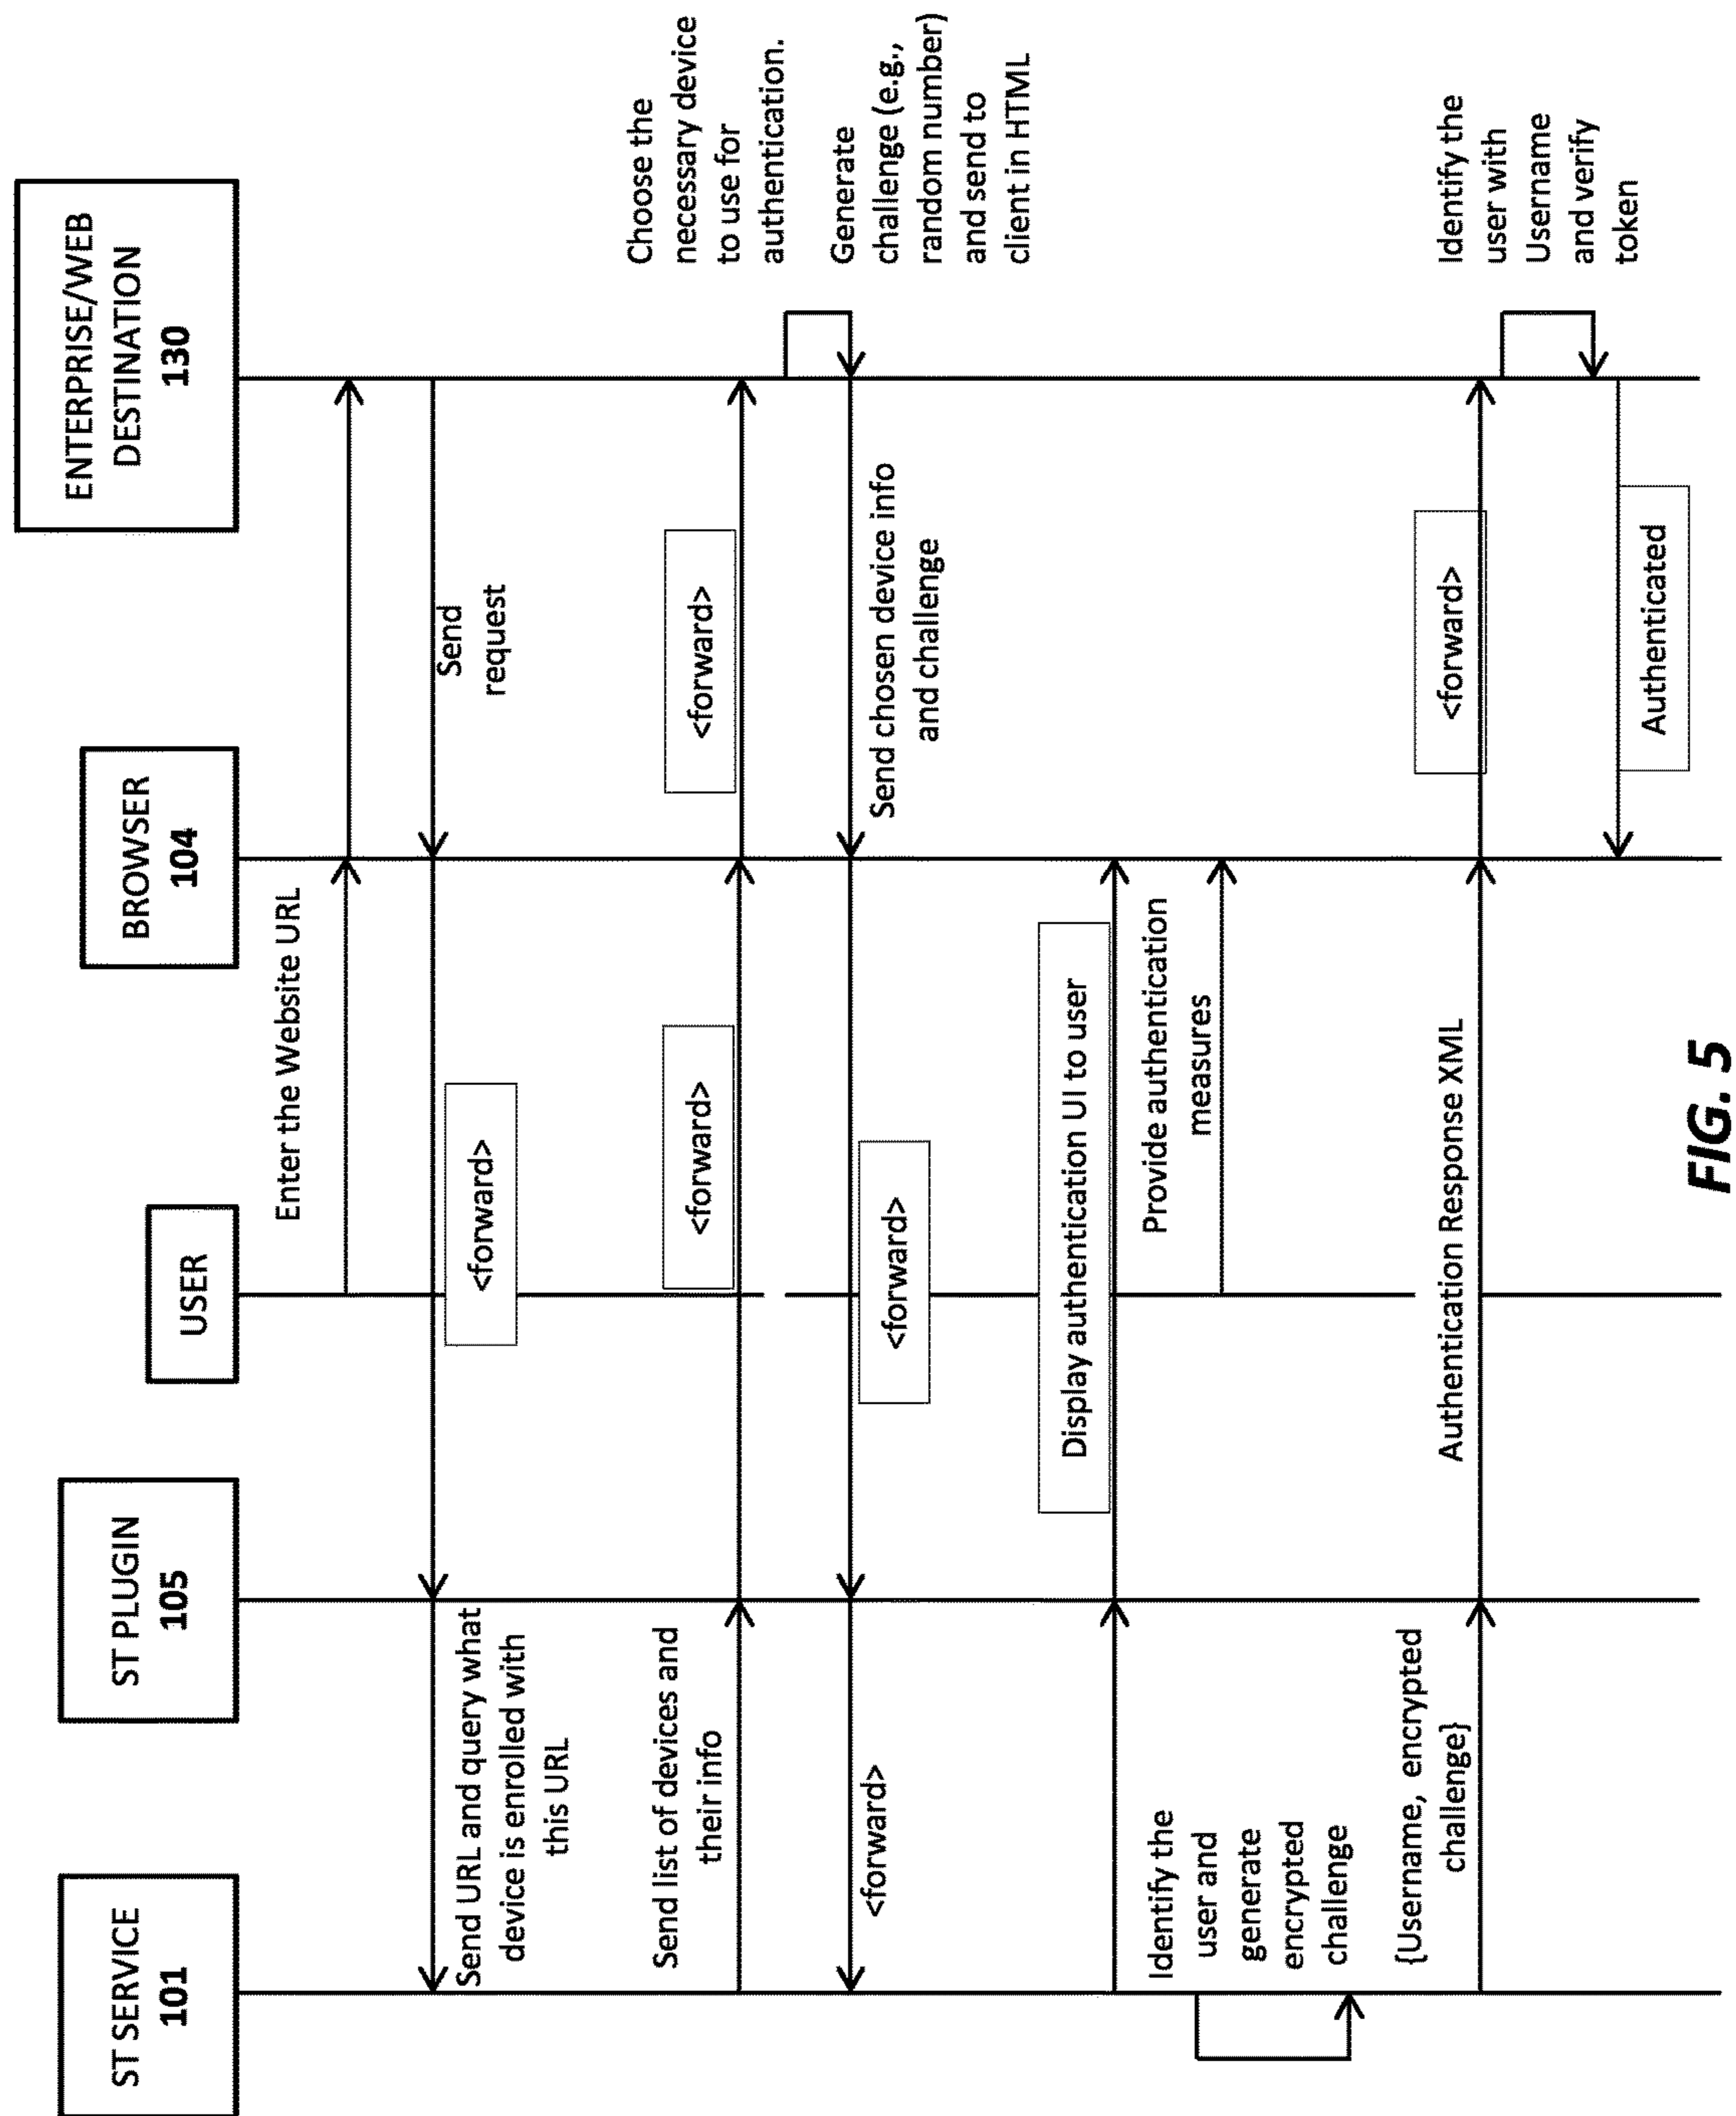 ST SERVICE
101
ST PLUGIN
105
USER
BROWSER
104
ENTERPRISE/WEB
DESTINATION
130
Enter the Website URL
Send
request
<forward>
Send URL and query what
device is enrolled with
this URL
Send list of devices and
their info
<forward>
<forward>
Choose the
necessary device
to use for
authentication.
Generate
challenge (e.g.,
random number)
and send to
client in HTML
Send chosen device info
and challenge
<forward>
<forward>
Display authentication UI to user
Provide authentication
measures
Identify the
user and
generate
encrypted
challenge
{Username, encrypted
challenge}
Authentication Response XML
<forward>
Identify the
user with
Username
and verify
token
Authenticated
FIG. 5